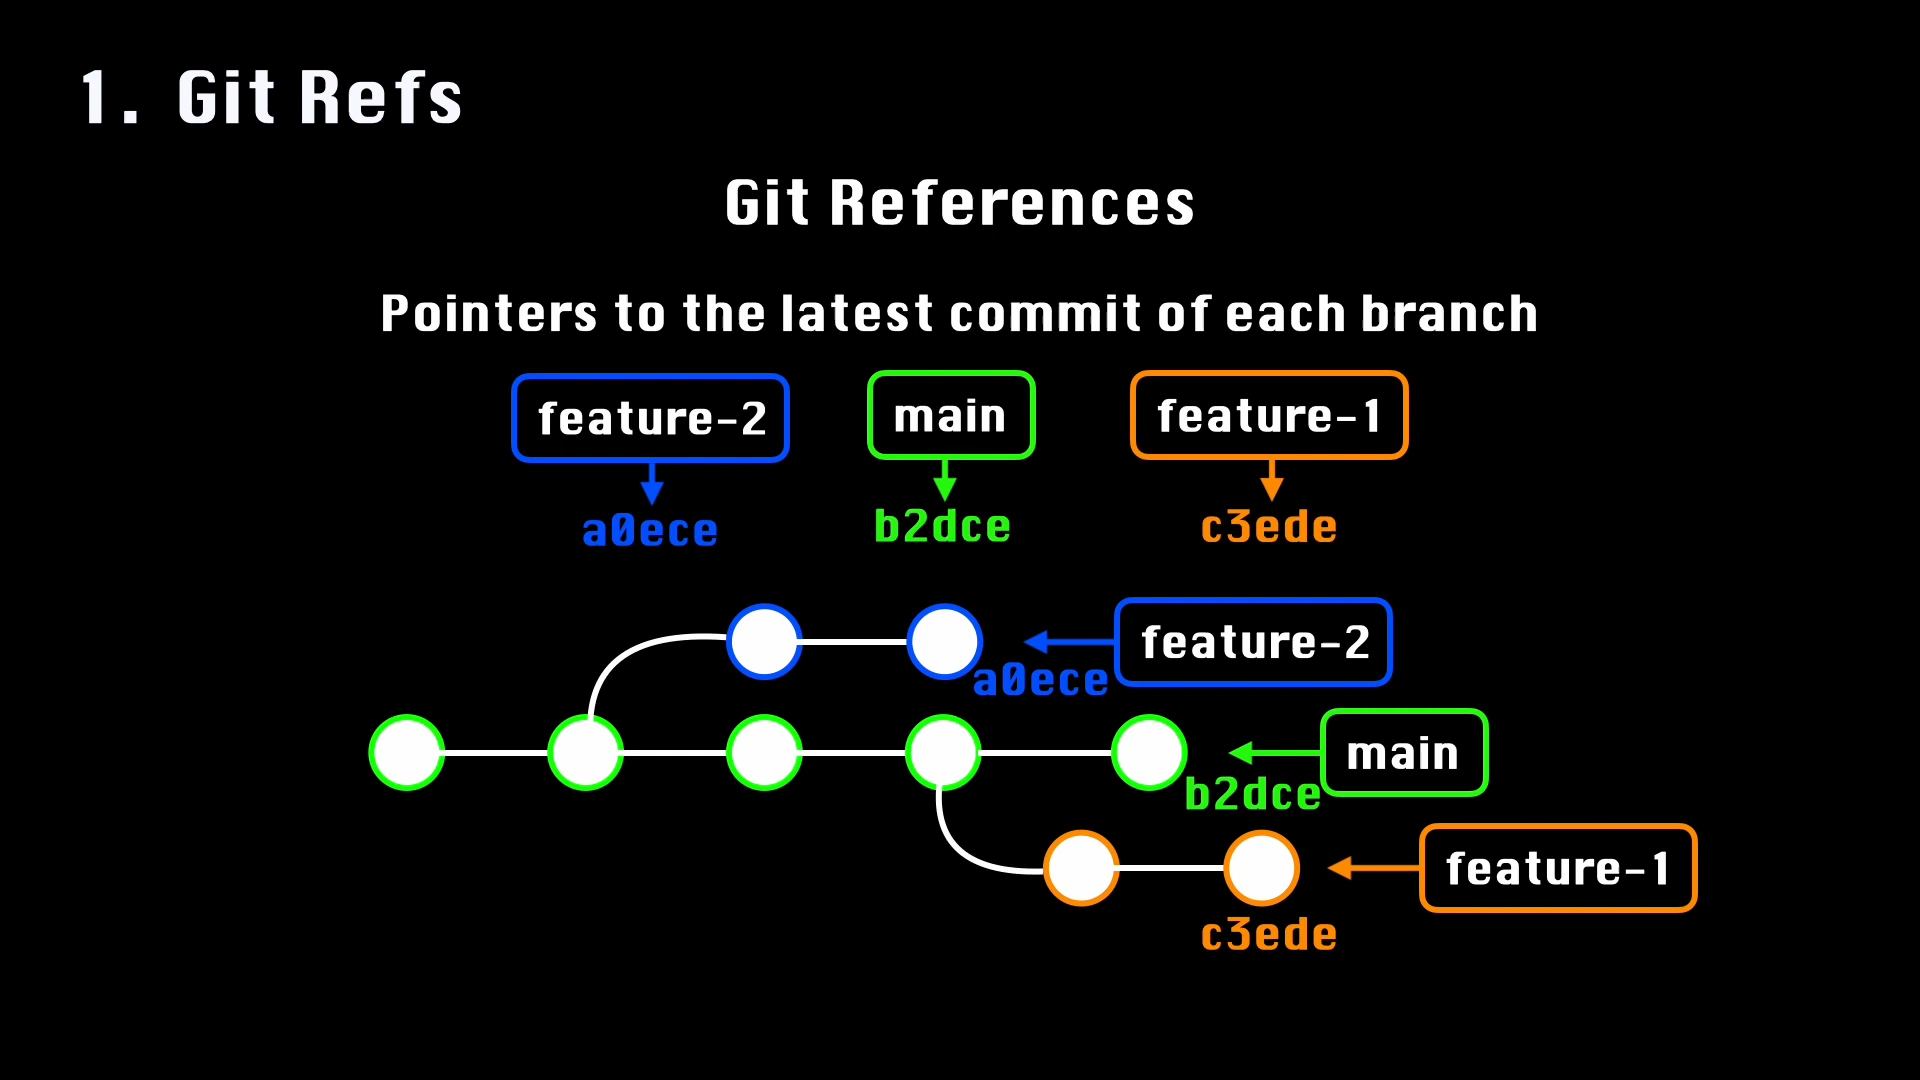 1. Git Refs
Git References
Pointers to the latest commit of each branch
feature-2 main feature-1
a0ece b2dce c3ede
feature-2
a0ece
main
b2dce
feature-1
c3ede